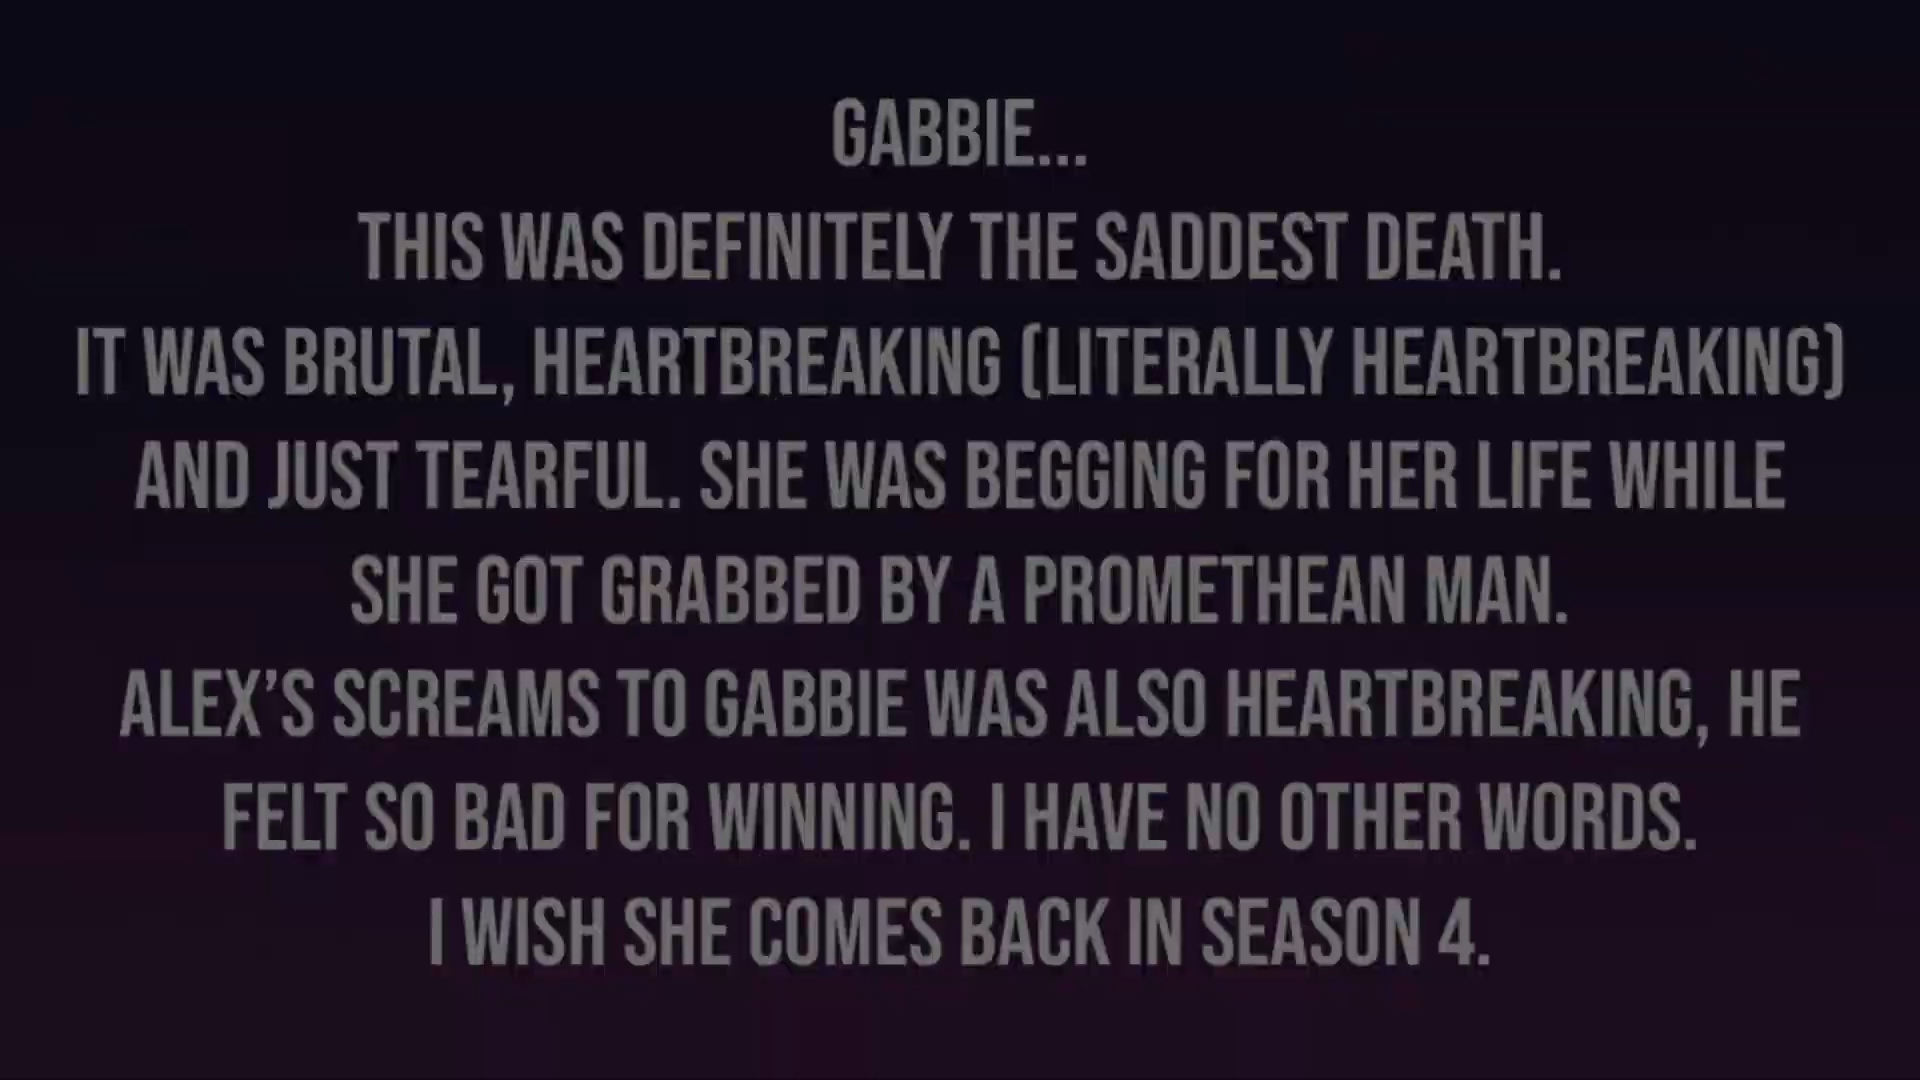 GABBIE...
THIS WAS DEFINITELY THE SADDEST DEATH.
IT WAS BRUTAL, HEARTBREAKING (LITERALLY HEARTBREAKING)
AND JUST TEARFUL. SHE WAS BEGGING FOR HER LIFE WHILE
SHE GOT GRABBED BY A PROMETHEAN MAN.
ALEX’S SCREAMS TO GABBIE WAS ALSO HEARTBREAKING, HE
FELT SO BAD FOR WINNING. I HAVE NO OTHER WORDS.
I WISH SHE COMES BACK IN SEASON 4.